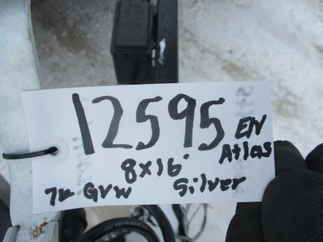 12595 EN
Atlas
8x16'
7k GVW Silver